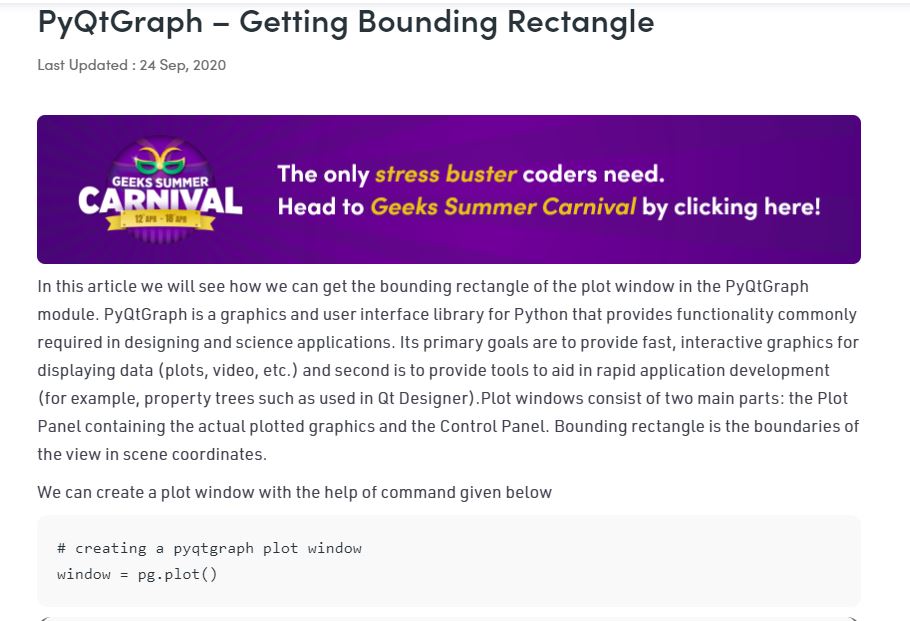 PyQtGraph – Getting Bounding Rectangle
Last Updated : 24 Sep, 2020
GEEKS SUMMER
CARNIVAL
12 APR - 18 APR
The only stress buster coders need.
Head to Geeks Summer Carnival by clicking here!
In this article we will see how we can get the bounding rectangle of the plot window in the PyQtGraph
module. PyQtGraph is a graphics and user interface library for Python that provides functionality commonly
required in designing and science applications. Its primary goals are to provide fast, interactive graphics for
displaying data (plots, video, etc.) and second is to provide tools to aid in rapid application development
(for example, property trees such as used in Qt Designer).Plot windows consist of two main parts: the Plot
Panel containing the actual plotted graphics and the Control Panel. Bounding rectangle is the boundaries of
the view in scene coordinates.
We can create a plot window with the help of command given below
# creating a pyqtgraph plot window
window = pg.plot()